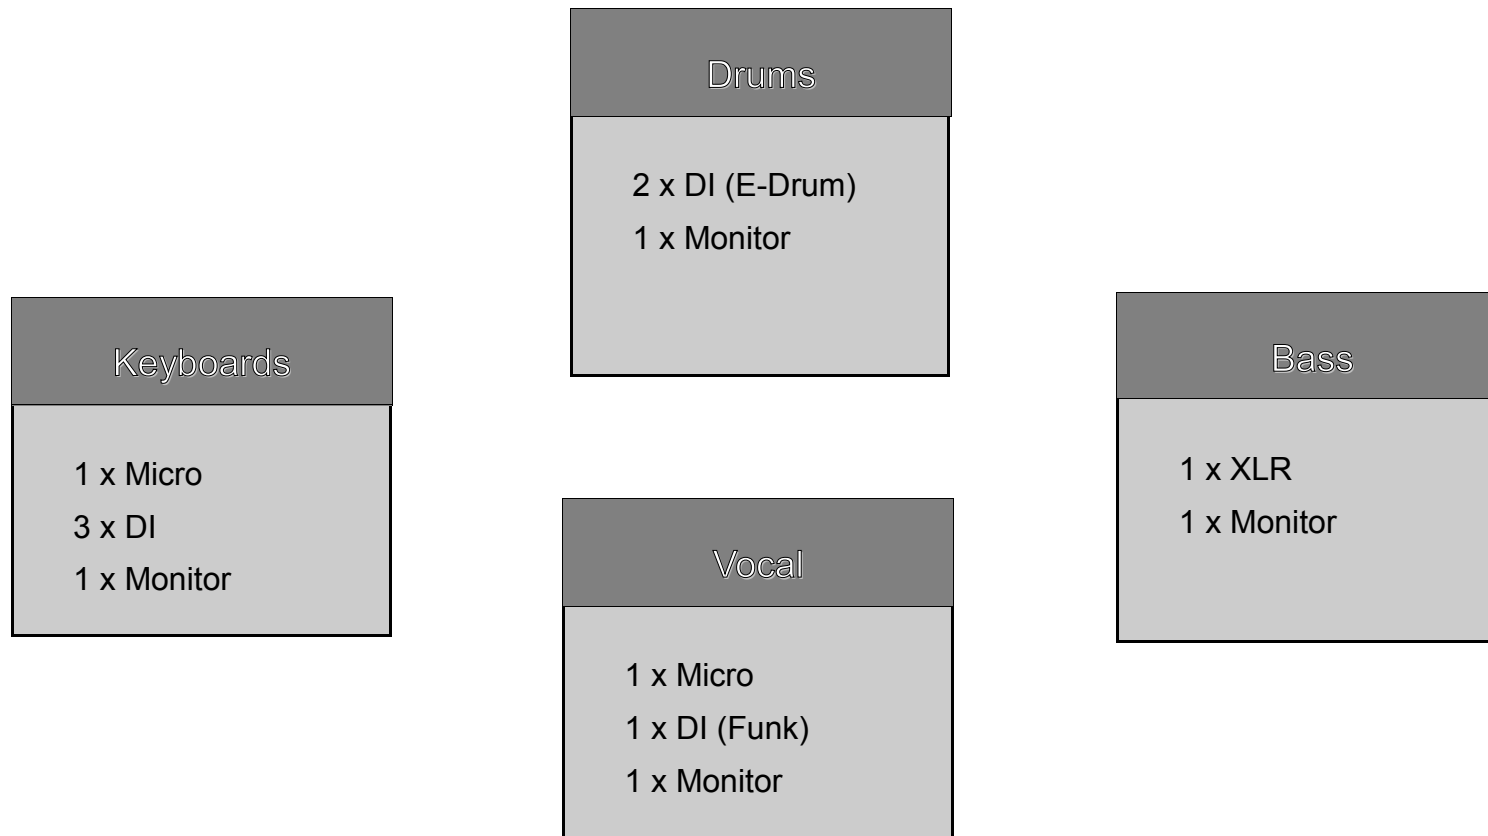 Drums
2 x DI (E-Drum)
1 x Monitor
Keyboards
1 x Micro
3 x DI
1 x Monitor
Bass
1 x XLR
1 x Monitor
Vocal
1 x Micro
1 x DI (Funk)
1 x Monitor